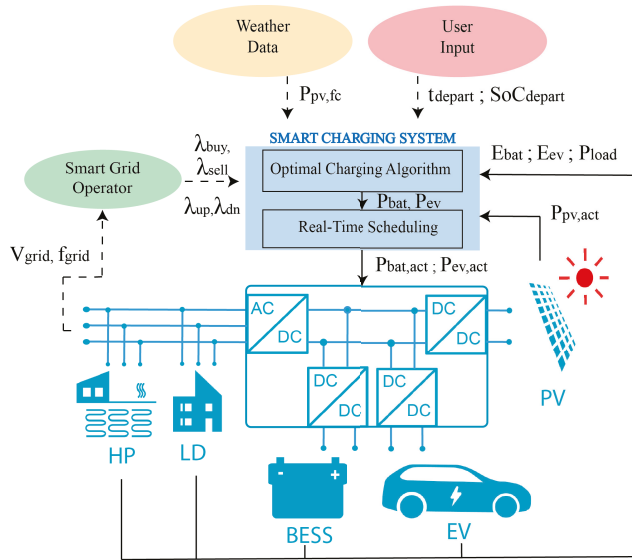 Weather
Data
User
Input
Ppv,fc
tdepart ; SoCdepart
SMART CHARGING SYSTEM
λbuy,
λsell
λup,λdn
Smart Grid
Operator
Optimal Charging Algorithm
Pbat, Pev
Real-Time Scheduling
Ebat ; Eev ; Pload
Ppv,act
Vgrid, fgrid
Pbat,act ; Pev,act
AC
DC
DC
DC
DC
DC
DC
DC
PV
HP
LD
BESS
EV